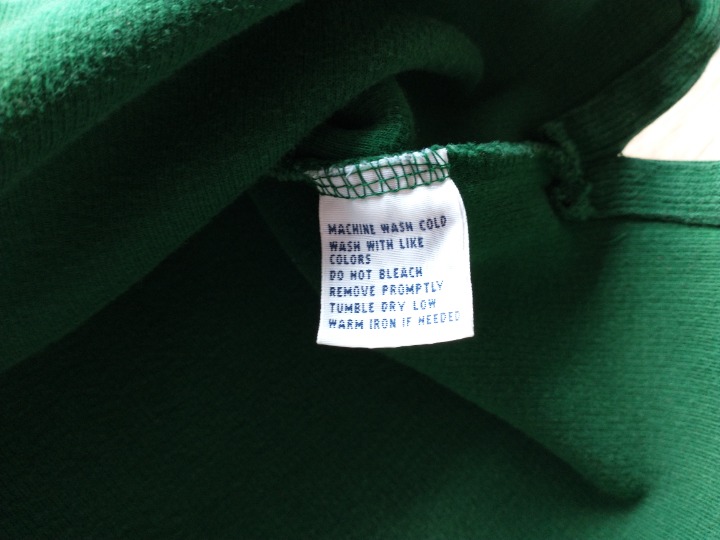 MACHINE WASH COLD
WASH WITH LIKE
COLORS
DO NOT BLEACH
REMOVE PROMPTLY
TUMBLE DRY LOW
WARM IRON IF NEEDED